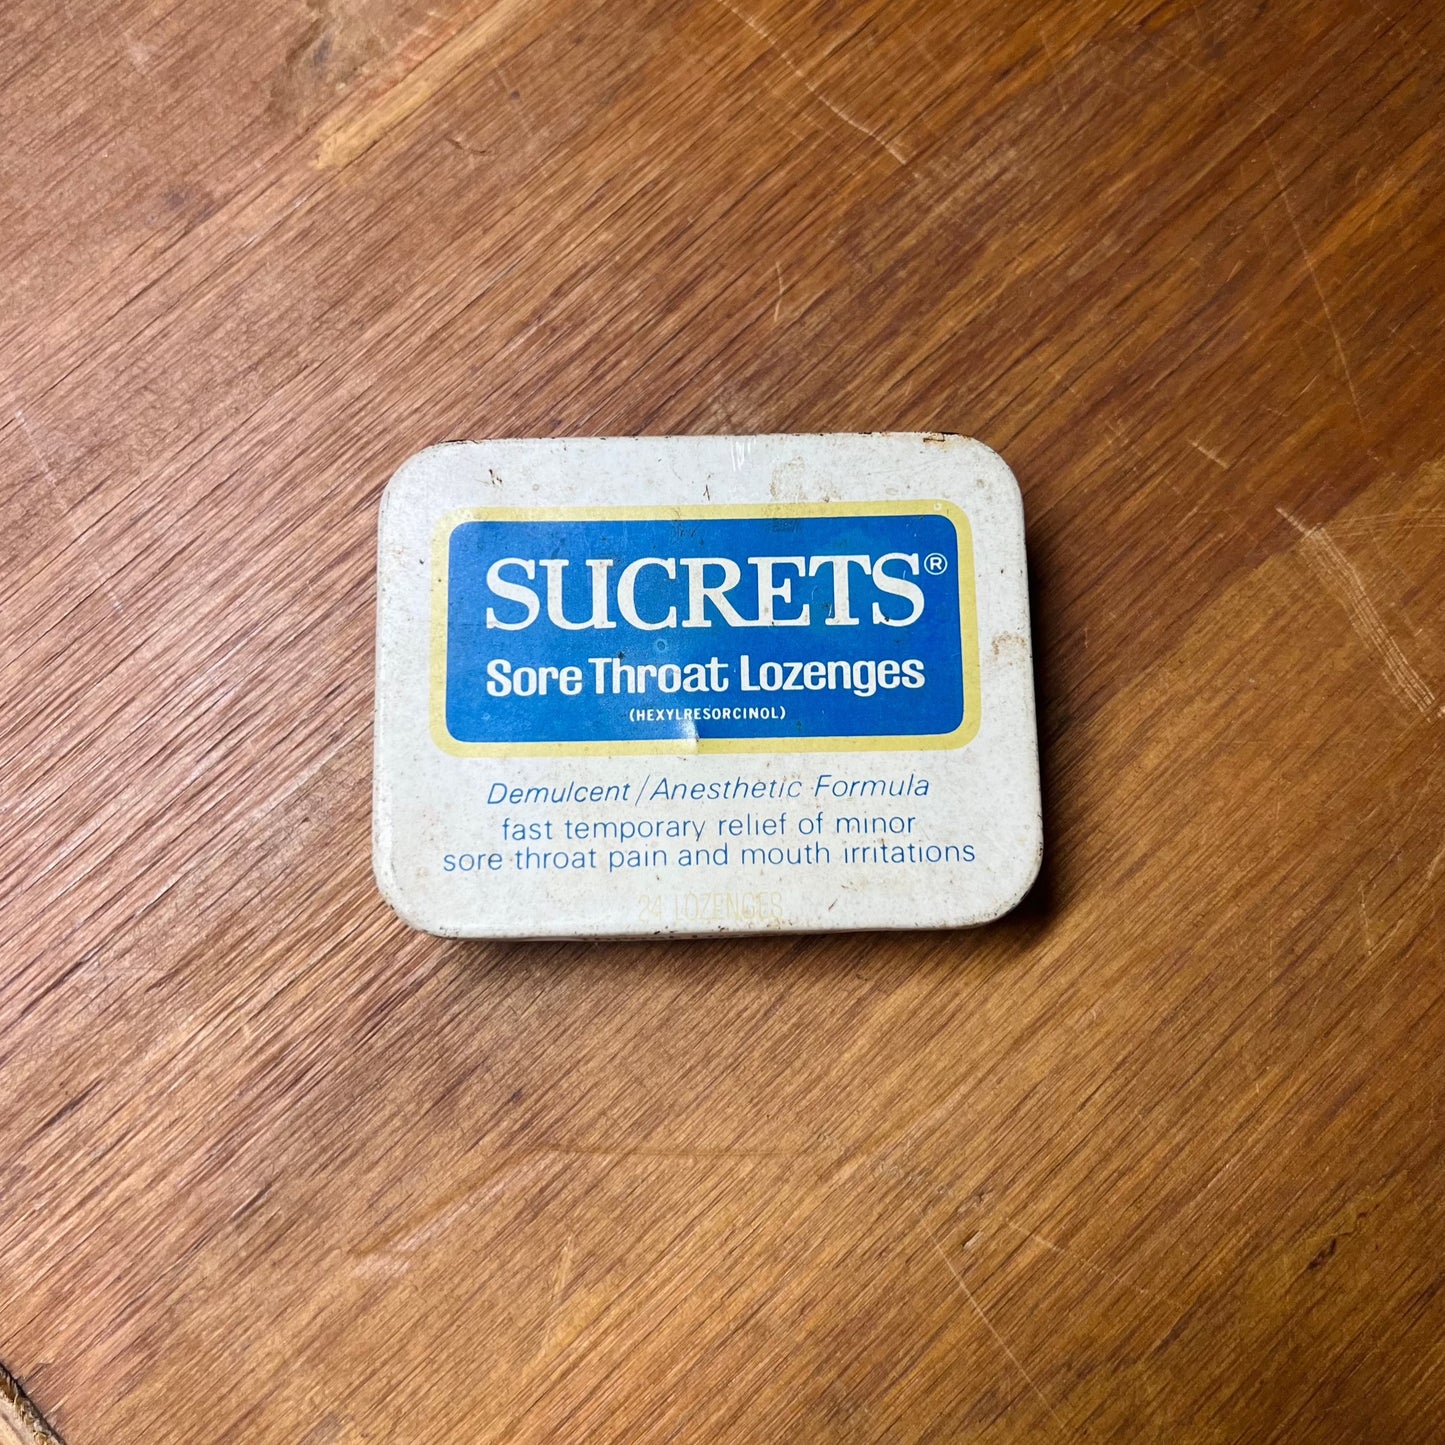 SUCRETS®
Sore Throat Lozenges
(HEXYLRESORCINOL)
Demulcent/Anesthetic Formula
fast temporary relief of minor
sore throat pain and mouth irritations
24 LOZENGES